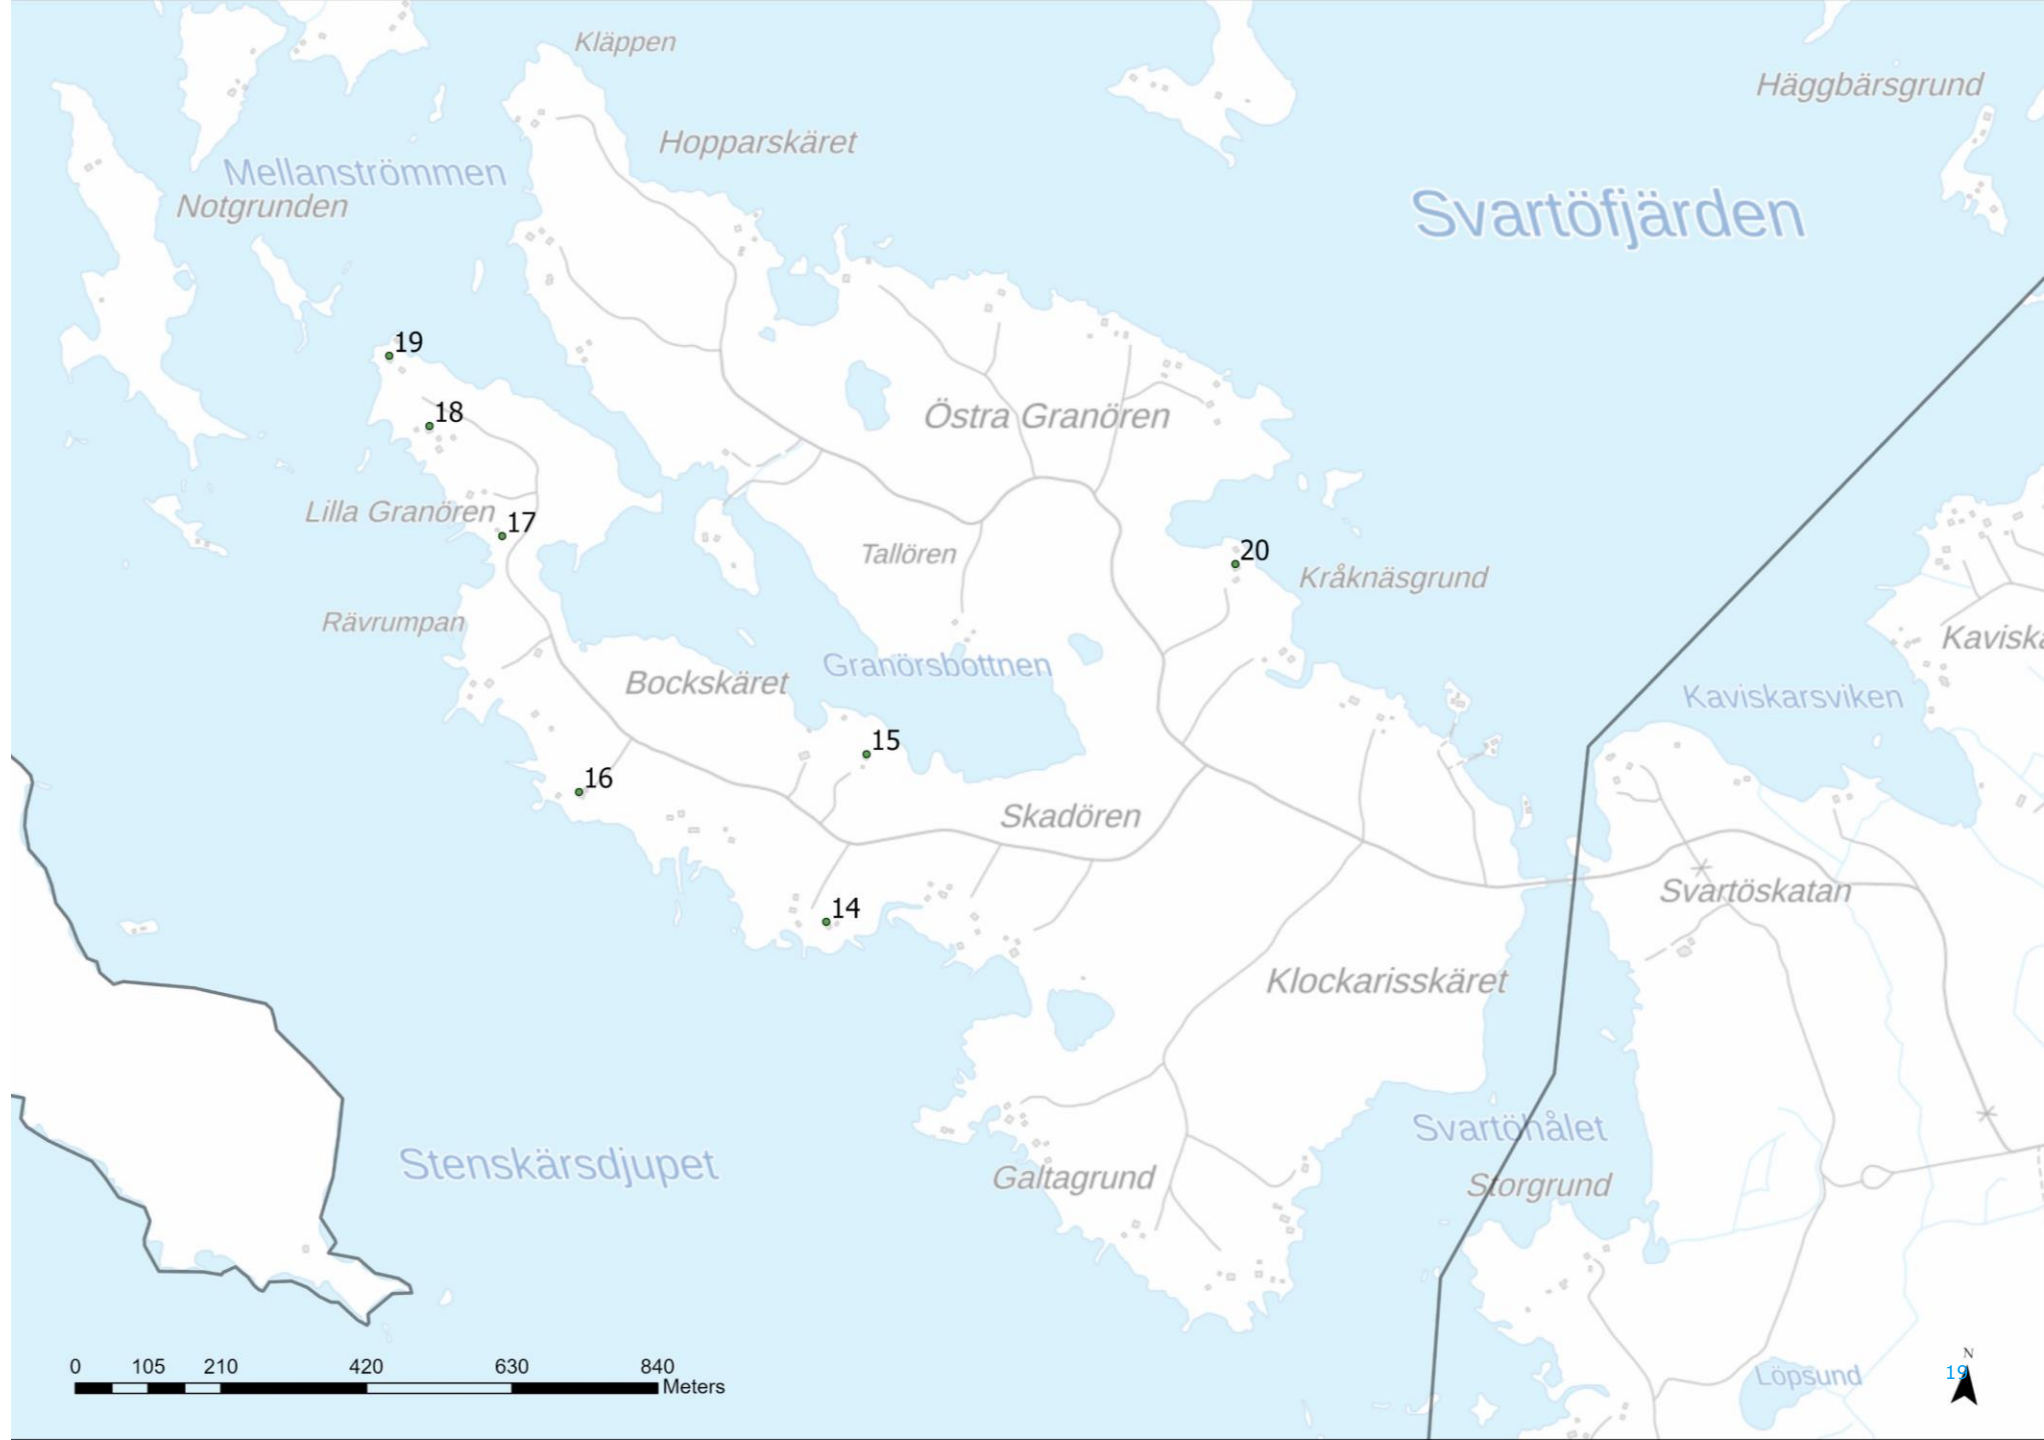 Kläppen
Häggbärsgrund
Hopparskäret
Mellanströmmen
Notgrunden
Svartöfjärden
19
18
Östra Granören
Lilla Granören
17
Tallören
20
Kråknäsgrund
Rävrumpan
Kaviska
Granörsbottnen
Bockskäret
Kaviskarsviken
15
16
Skadören
Svartöskatan
14
Klockarisskäret
Svartöhålet
Stenskärsdjupet
Galtagrund
Storgrund
0 105 210 420 630 840
Meters
Löpsund
N
19